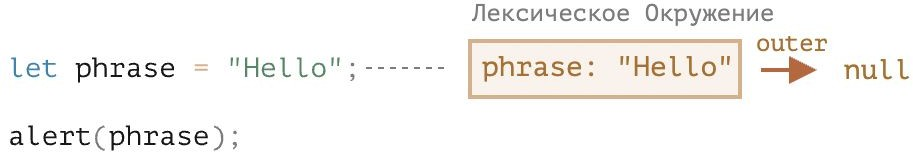 Лексическое Окружение
let phrase = "Hello";
phrase: "Hello"
outer
null
alert(phrase);